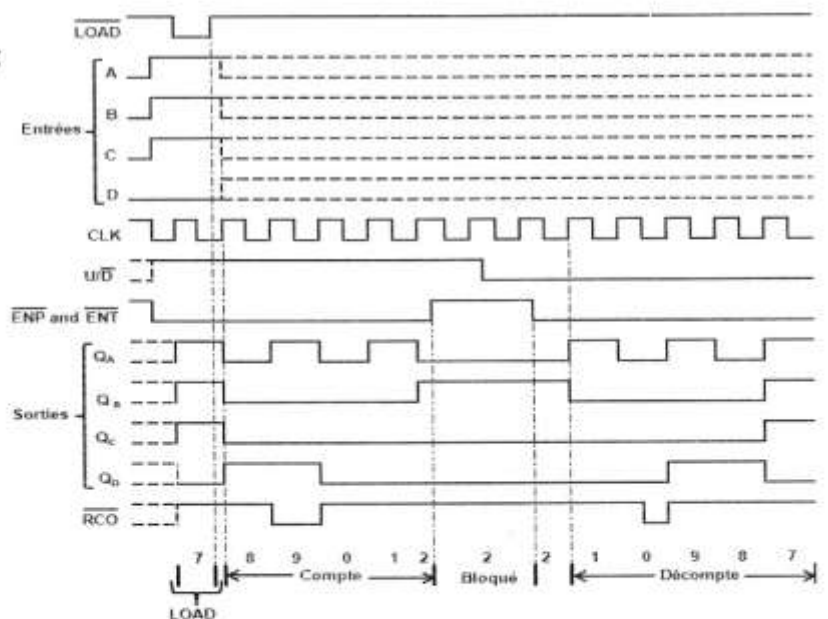 LOAD
A
B
Entrées
C
D
CLK
U/D
ENP and ENT
QA
QB
Sorties
QC
QD
RCO
7 8 9 0 1 2 2 2 1 0 9 8 7
Compte Bloqué Décompte
LOAD